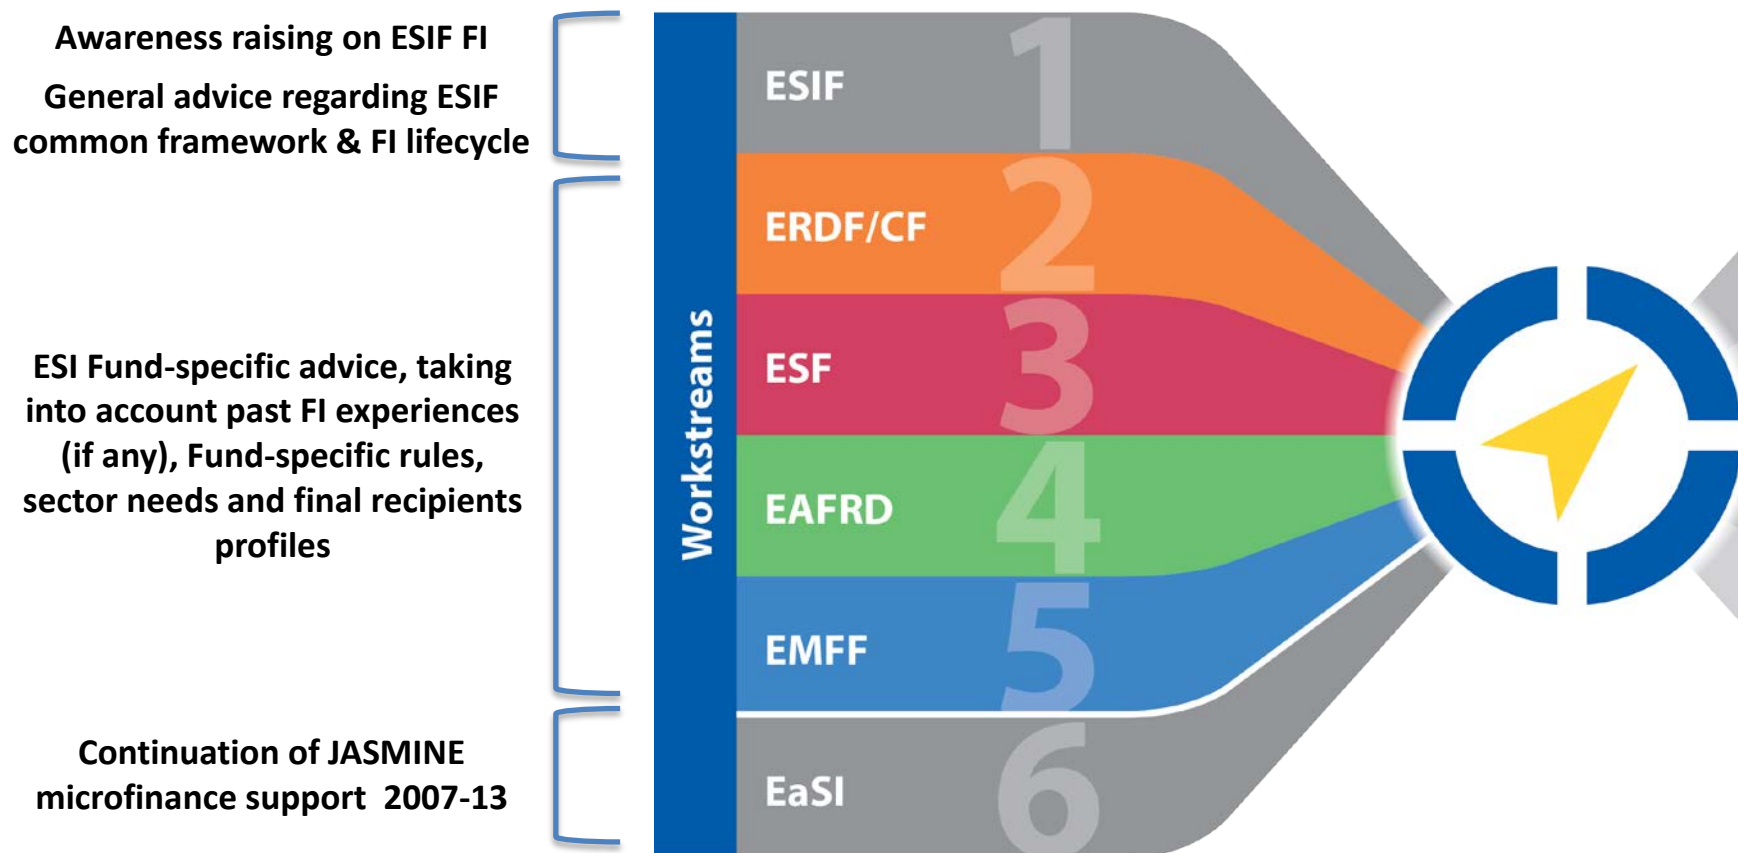 Awareness raising on ESIF FI
General advice regarding ESIF
common framework & FI lifecycle
ESI Fund-specific advice, taking
into account past FI experiences
(if any), Fund-specific rules,
sector needs and final recipients
profiles
Continuation of JASMINE
microfinance support 2007-13
Workstreams
ESIF 1
ERDF/CF 2
ESF 3
EAFRD 4
EMFF 5
EaSI 6